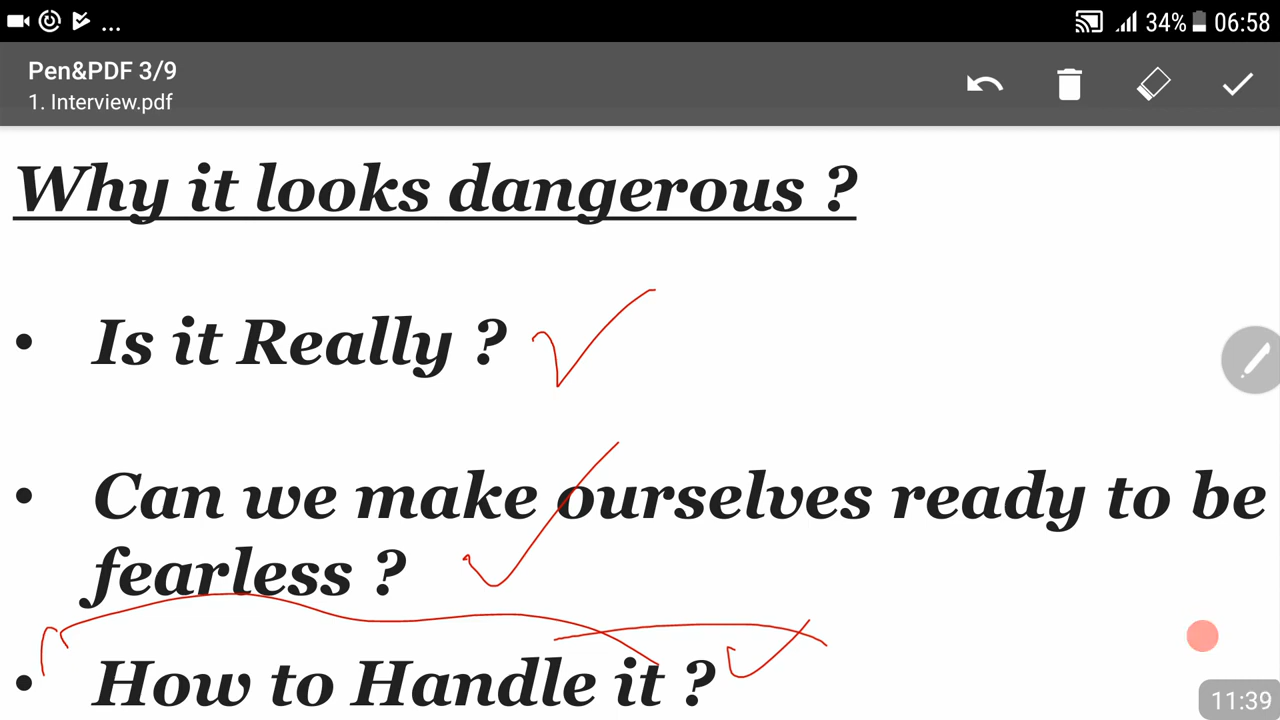 ... 34% 06:58
Pen&PDF 3/9
1. Interview.pdf
Why it looks dangerous ?
• Is it Really ?
• Can we make ourselves ready to be
fearless ?
• How to Handle it ?
11:39